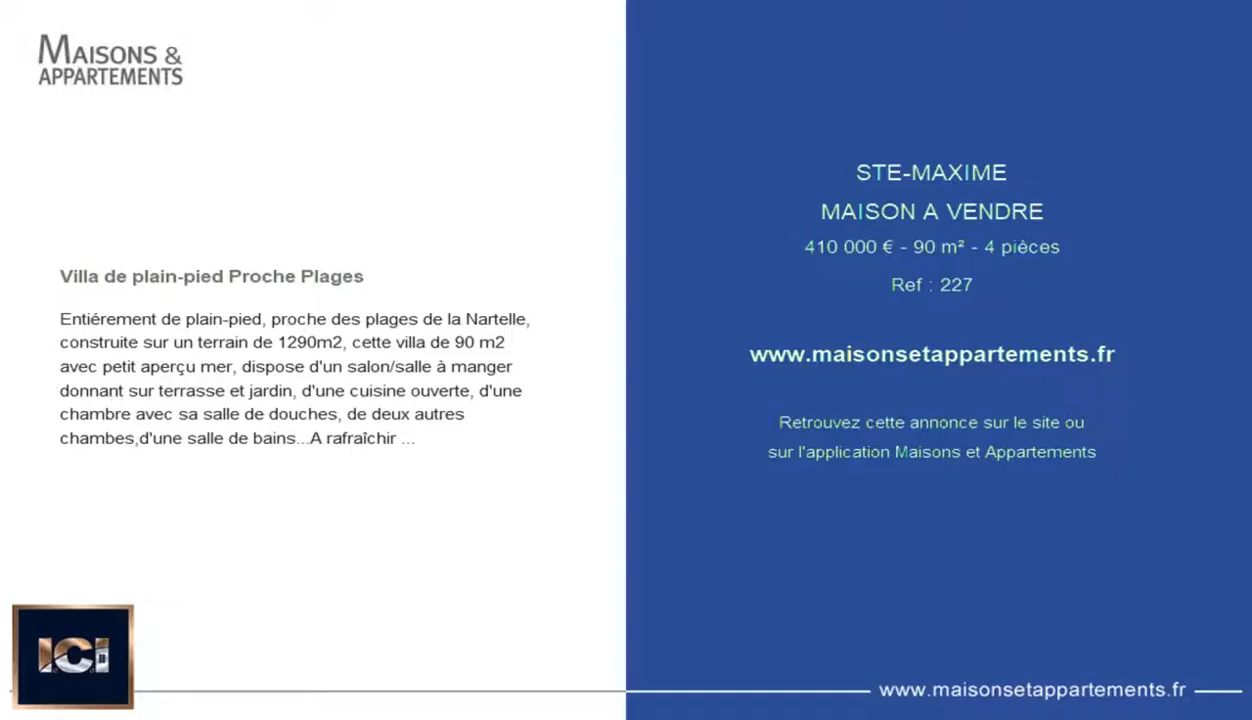 MAISONS &
APPARTEMENTS
Villa de plain-pied Proche Plages
Entiérement de plain-pied, proche des plages de la Nartelle,
construite sur un terrain de 1290m2, cette villa de 90 m2
avec petit aperçu mer, dispose d'un salon/salle à manger
donnant sur terrasse et jardin, d'une cuisine ouverte, d'une
chambre avec sa salle de douches, de deux autres
chambes,d'une salle de bains...A rafraîchir ...
I.C.I
STE-MAXIME
MAISON A VENDRE
410 000 € - 90 m² - 4 pièces
Ref : 227
www.maisonsetappartements.fr
Retrouvez cette annonce sur le site ou
sur l'application Maisons et Appartements
www.maisonsetappartements.fr